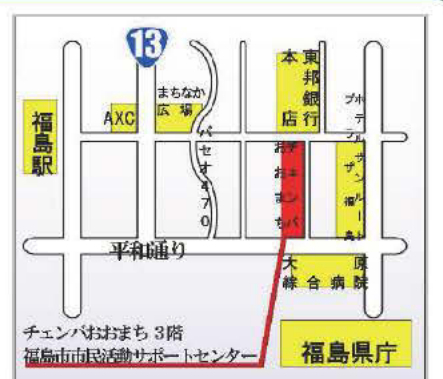 13
東邦銀行
本店
まちなか
広場
AXC
福島駅
パセオ470
チェンバ
おおまち
ホテルサンルート
プラザ福島
平和通り
大原
綜合病院
チェンバおおまち 3階
福島市市民活動サポートセンター
福島県庁